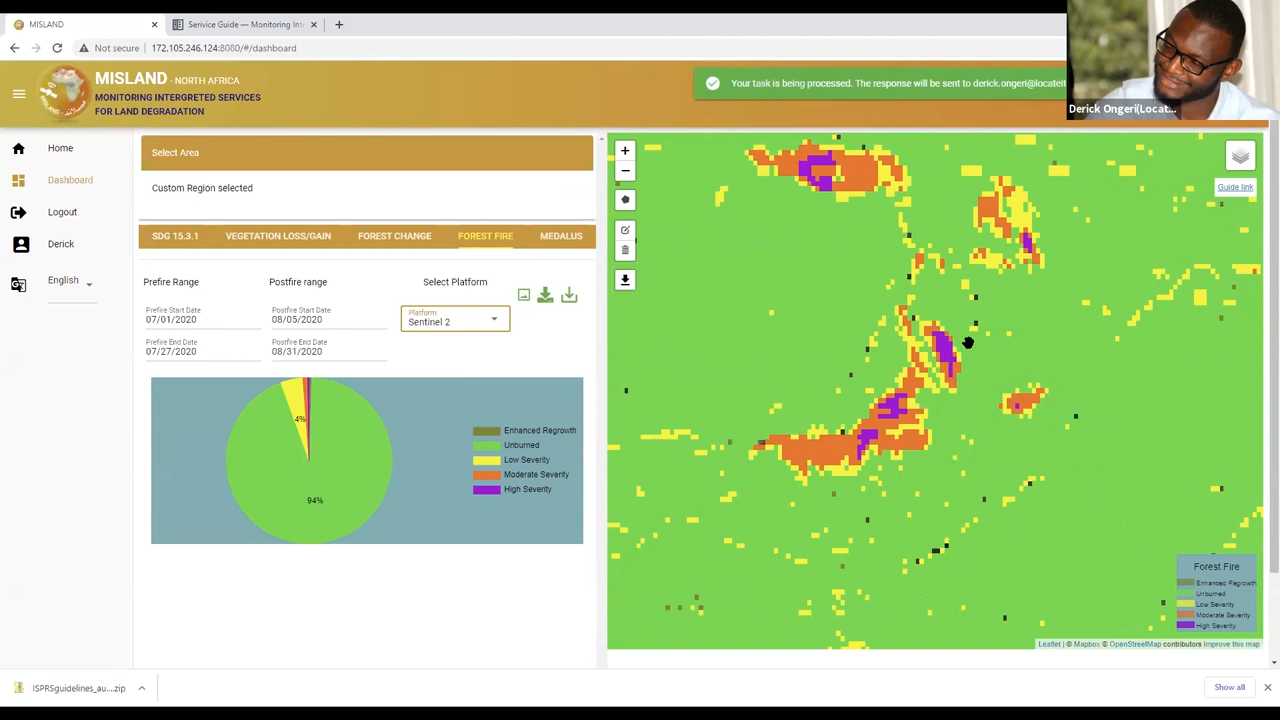 MISLAND
Serivice Guide — Monitoring Int
Not secure
172.105.246.124:8080/#/dashboard
MISLAND - NORTH AFRICA
MONITORING INTERGRETED SERVICES
FOR LAND DEGRADATION
Your task is being processed. The response will be sent to derick.ongeri@locateit
Derick Ongeri(Locat...
Home
Dashboard
Logout
Derick
English
Select Area
Custom Region selected
SDG 15.3.1
VEGETATION LOSS/GAIN
FOREST CHANGE
FOREST FIRE
MEDALUS
Prefire Range
Postfire range
Select Platform
Prefire Start Date
07/01/2020
Postfire Start Date
08/05/2020
Platform
Sentinel 2
Prefire End Date
07/27/2020
Postfire End Date
08/31/2020
4%
94%
Enhanced Regrowth
Unburned
Low Severity
Moderate Severity
High Severity
+
−
Guide link
Forest Fire
Enhanced Regrowth
Unburned
Low Severity
Moderate Severity
High Severity
Leaflet | © Mapbox © OpenStreetMap contributors Improve this map
ISPRSguidelines_au....zip
Show all